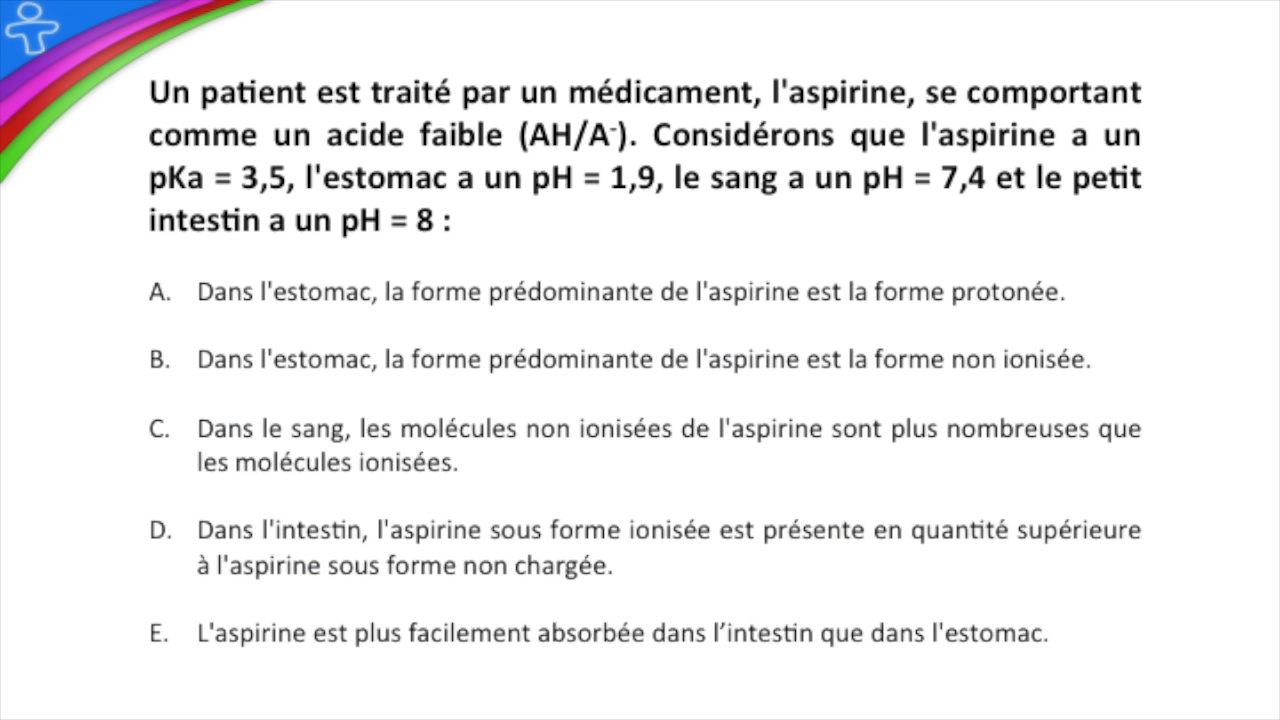 Un patient est traité par un médicament, l'aspirine, se comportant
comme un acide faible (AH/A⁻). Considérons que l'aspirine a un
pKa = 3,5, l'estomac a un pH = 1,9, le sang a un pH = 7,4 et le petit
intestin a un pH = 8 :
A. Dans l'estomac, la forme prédominante de l'aspirine est la forme protonée.
B. Dans l'estomac, la forme prédominante de l'aspirine est la forme non ionisée.
C. Dans le sang, les molécules non ionisées de l'aspirine sont plus nombreuses que
les molécules ionisées.
D. Dans l'intestin, l'aspirine sous forme ionisée est présente en quantité supérieure
à l'aspirine sous forme non chargée.
E. L'aspirine est plus facilement absorbée dans l’intestin que dans l'estomac.